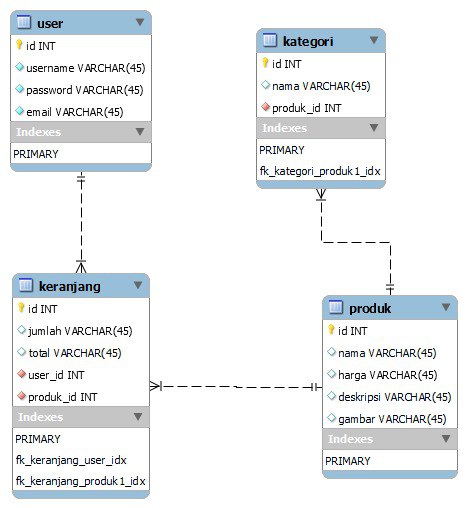 user
id INT
username VARCHAR(45)
password VARCHAR(45)
email VARCHAR(45)
Indexes
PRIMARY
kategori
id INT
nama VARCHAR(45)
produk_id INT
Indexes
PRIMARY
fk_kategori_produk1_idx
keranjang
id INT
jumlah VARCHAR(45)
total VARCHAR(45)
user_id INT
produk_id INT
Indexes
PRIMARY
fk_keranjang_user_idx
fk_keranjang_produk1_idx
produk
id INT
nama VARCHAR(45)
harga VARCHAR(45)
deskripsi VARCHAR(45)
gambar VARCHAR(45)
Indexes
PRIMARY